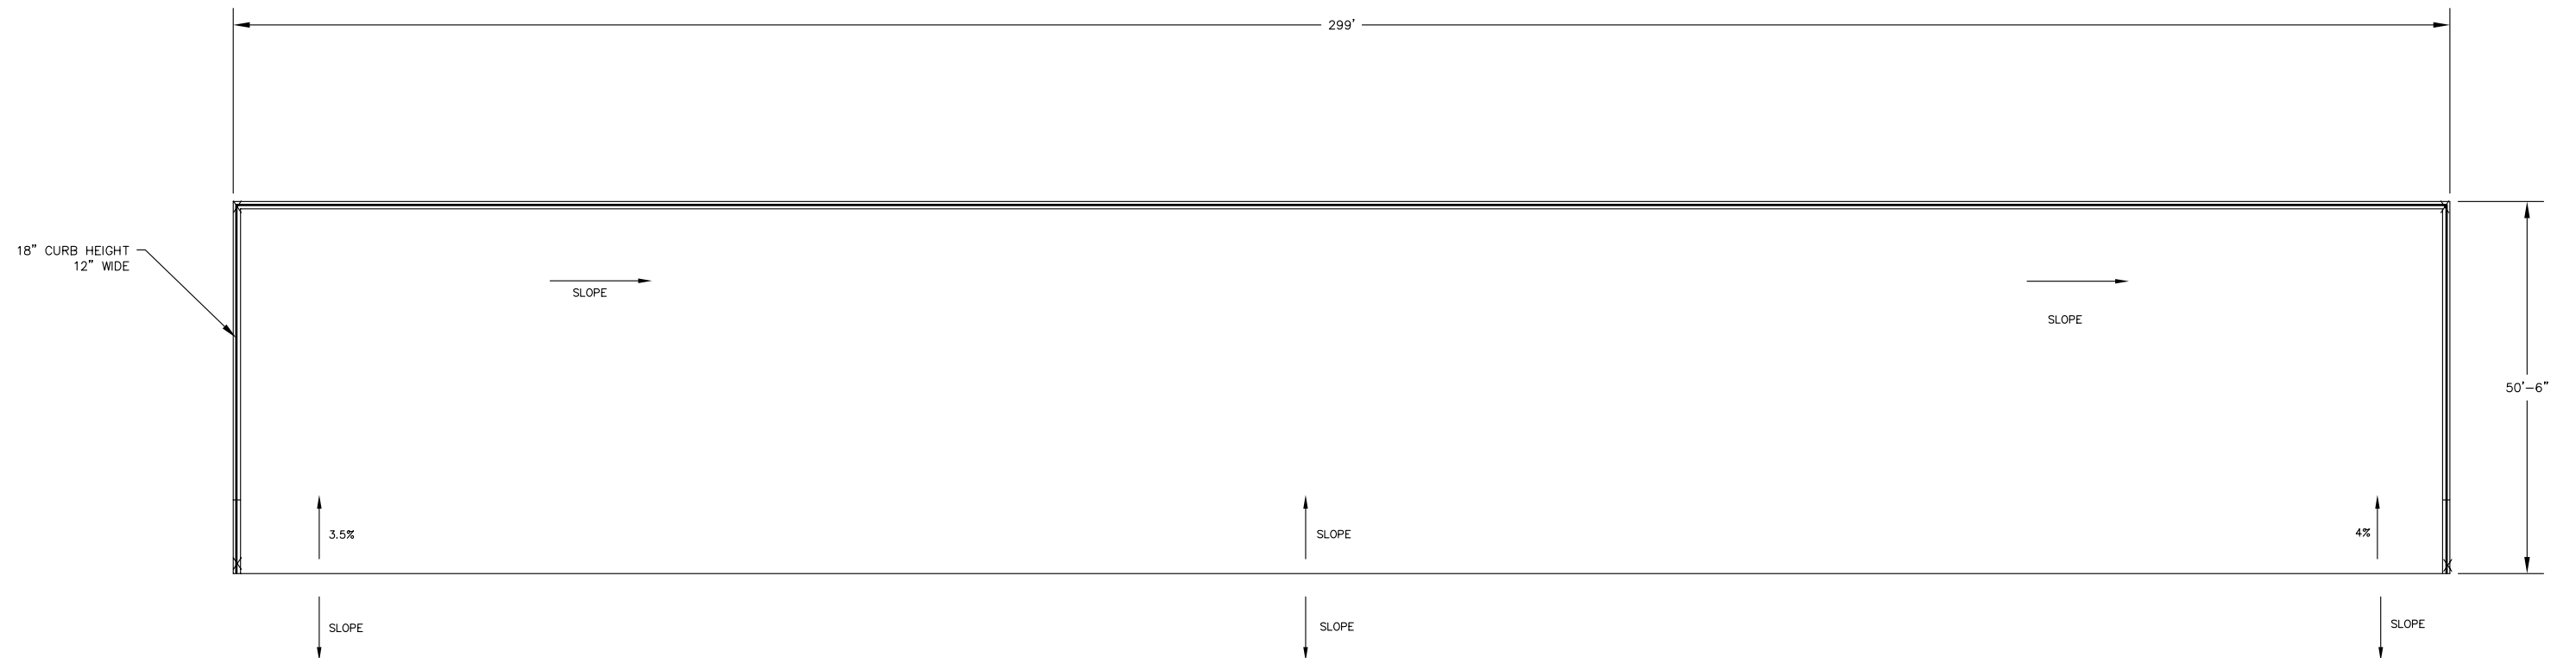 299'
18" CURB HEIGHT
12" WIDE
SLOPE
SLOPE
50'-6"
3.5%
SLOPE
4%
SLOPE
SLOPE
SLOPE